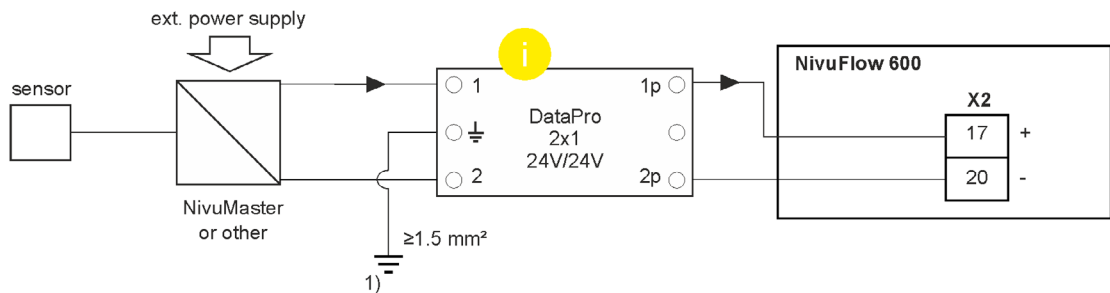 ext. power supply
i
NivuFlow 600
sensor
1
1p
X2
DataPro
2x1
24V/24V
17
+
2
2p
20
-
NivuMaster
or other
≥1.5 mm²
1)